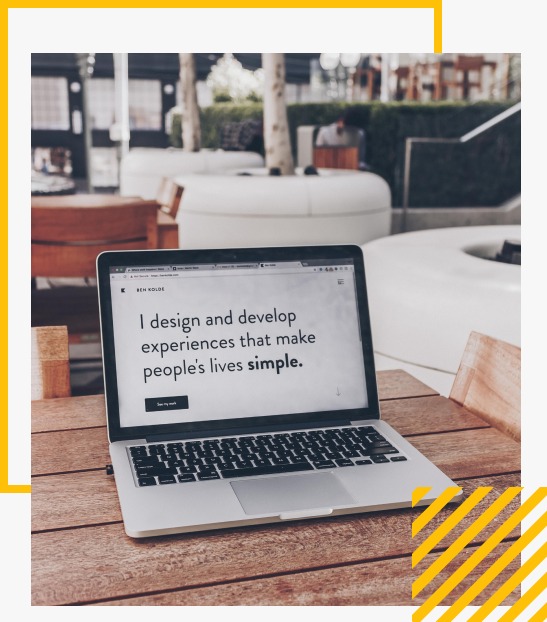 BEN KOLDE
I design and develop
experiences that make
people's lives simple.
See my work